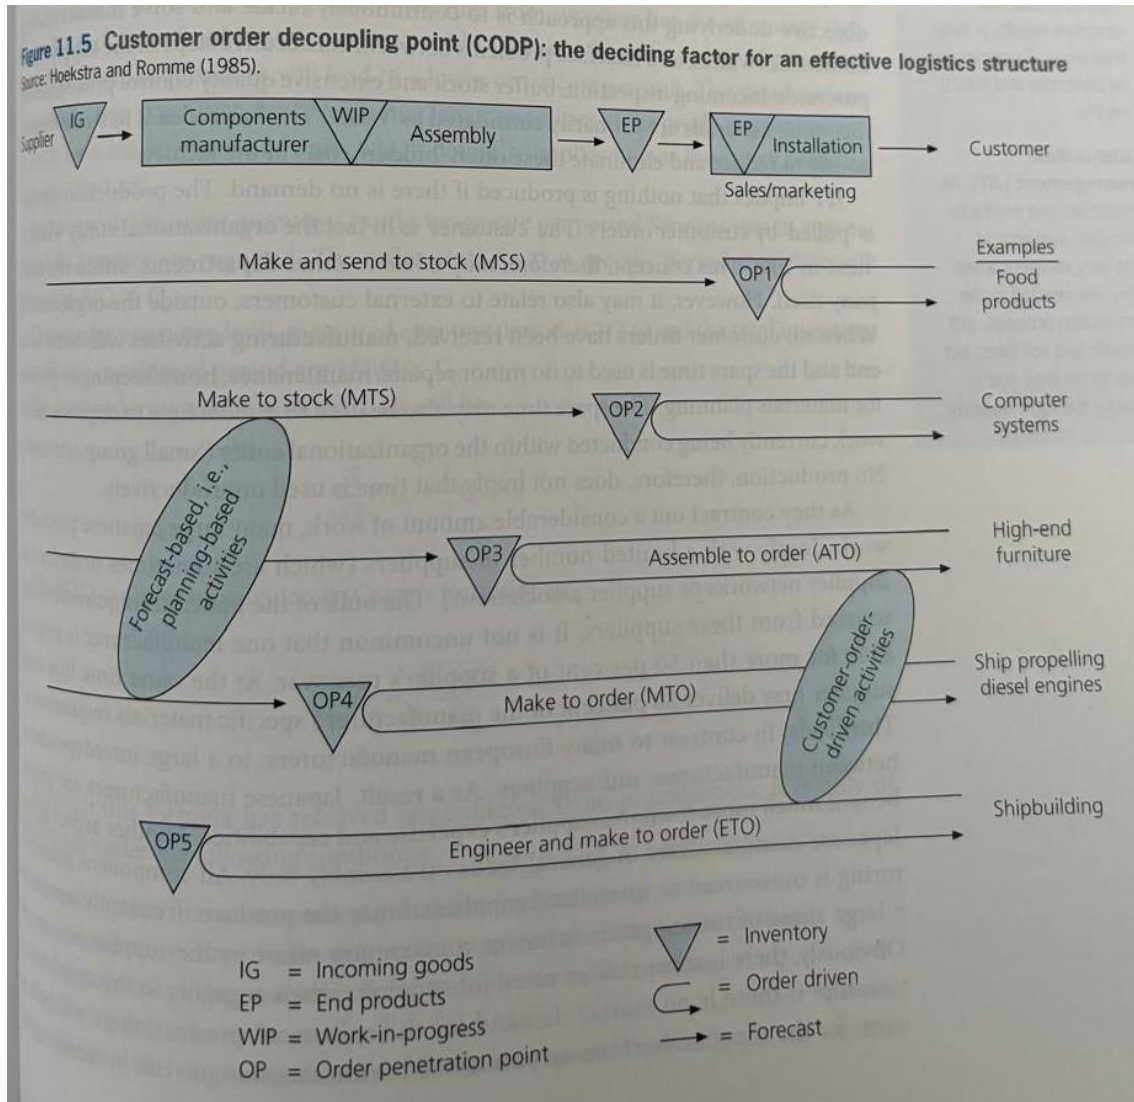 Figure 11.5 Customer order decoupling point (CODP): the deciding factor for an effective logistics structure
Source: Hoekstra and Romme (1985).
Supplier
IG
Components
manufacturer
WIP
Assembly
EP
EP
Installation
Customer
Sales/marketing
Examples
Make and send to stock (MSS)
OP1
Food
products
Make to stock (MTS)
OP2
Computer
systems
Forecast-based, i.e.,
planning-based
activities
OP3
Assemble to order (ATO)
High-end
furniture
OP4
Make to order (MTO)
Customer-order-
driven activities
Ship propelling
diesel engines
OP5
Engineer and make to order (ETO)
Shipbuilding
IG = Incoming goods
EP = End products
WIP = Work-in-progress
OP = Order penetration point
= Inventory
= Order driven
= Forecast